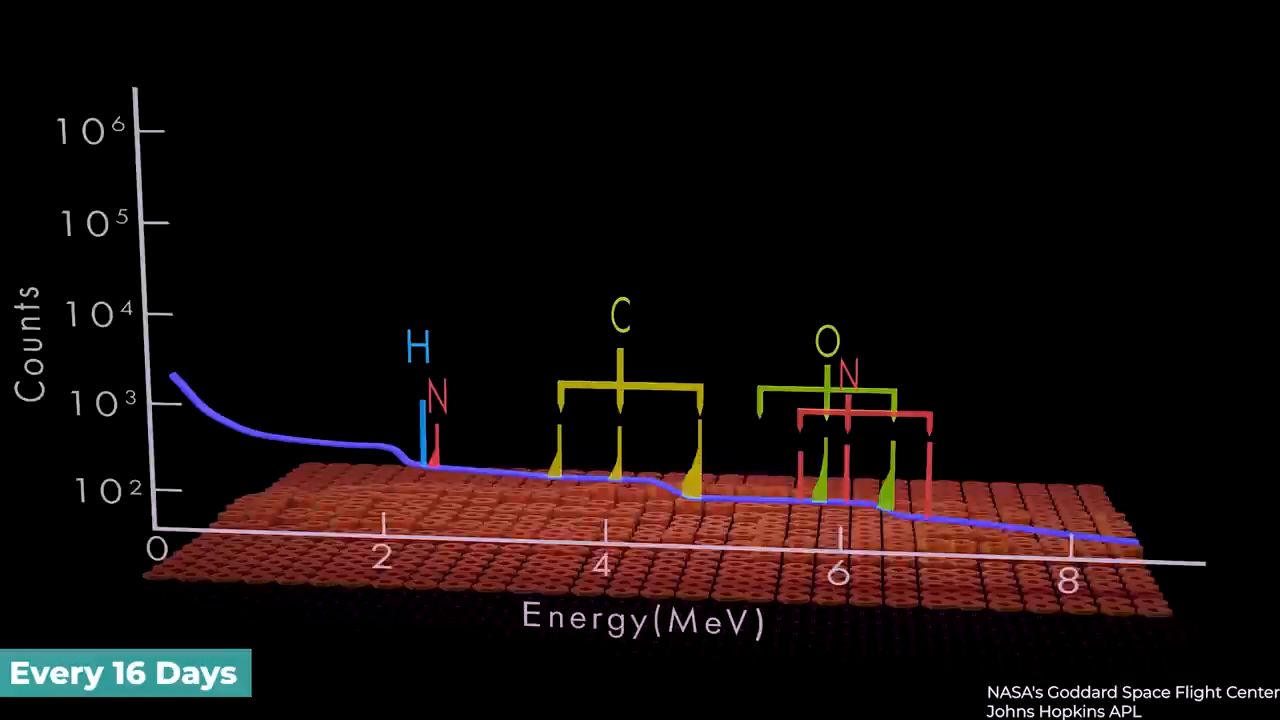 10⁶
10⁵
10⁴
10³
10²
Counts
H
N
C
O
N
0
2
4
6
8
Energy(MeV)
Every 16 Days
NASA's Goddard Space Flight Center
Johns Hopkins APL